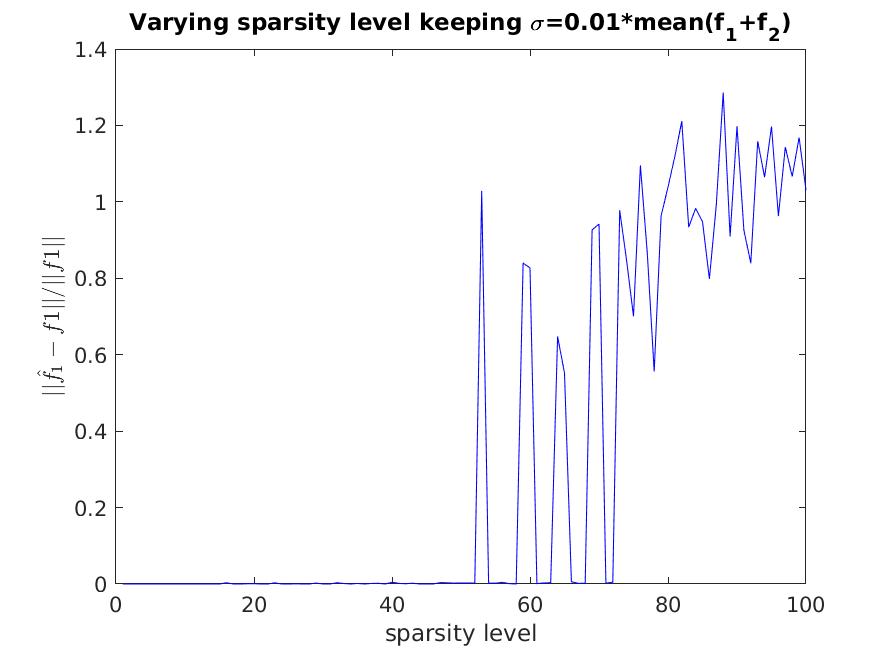 Varying sparsity level keeping σ=0.01*mean(f₁+f₂)
1.4
1.2
1
0.8
0.6
0.4
0.2
0
||f̂₁ − f1||/||f1||
0 20 40 60 80 100
sparsity level